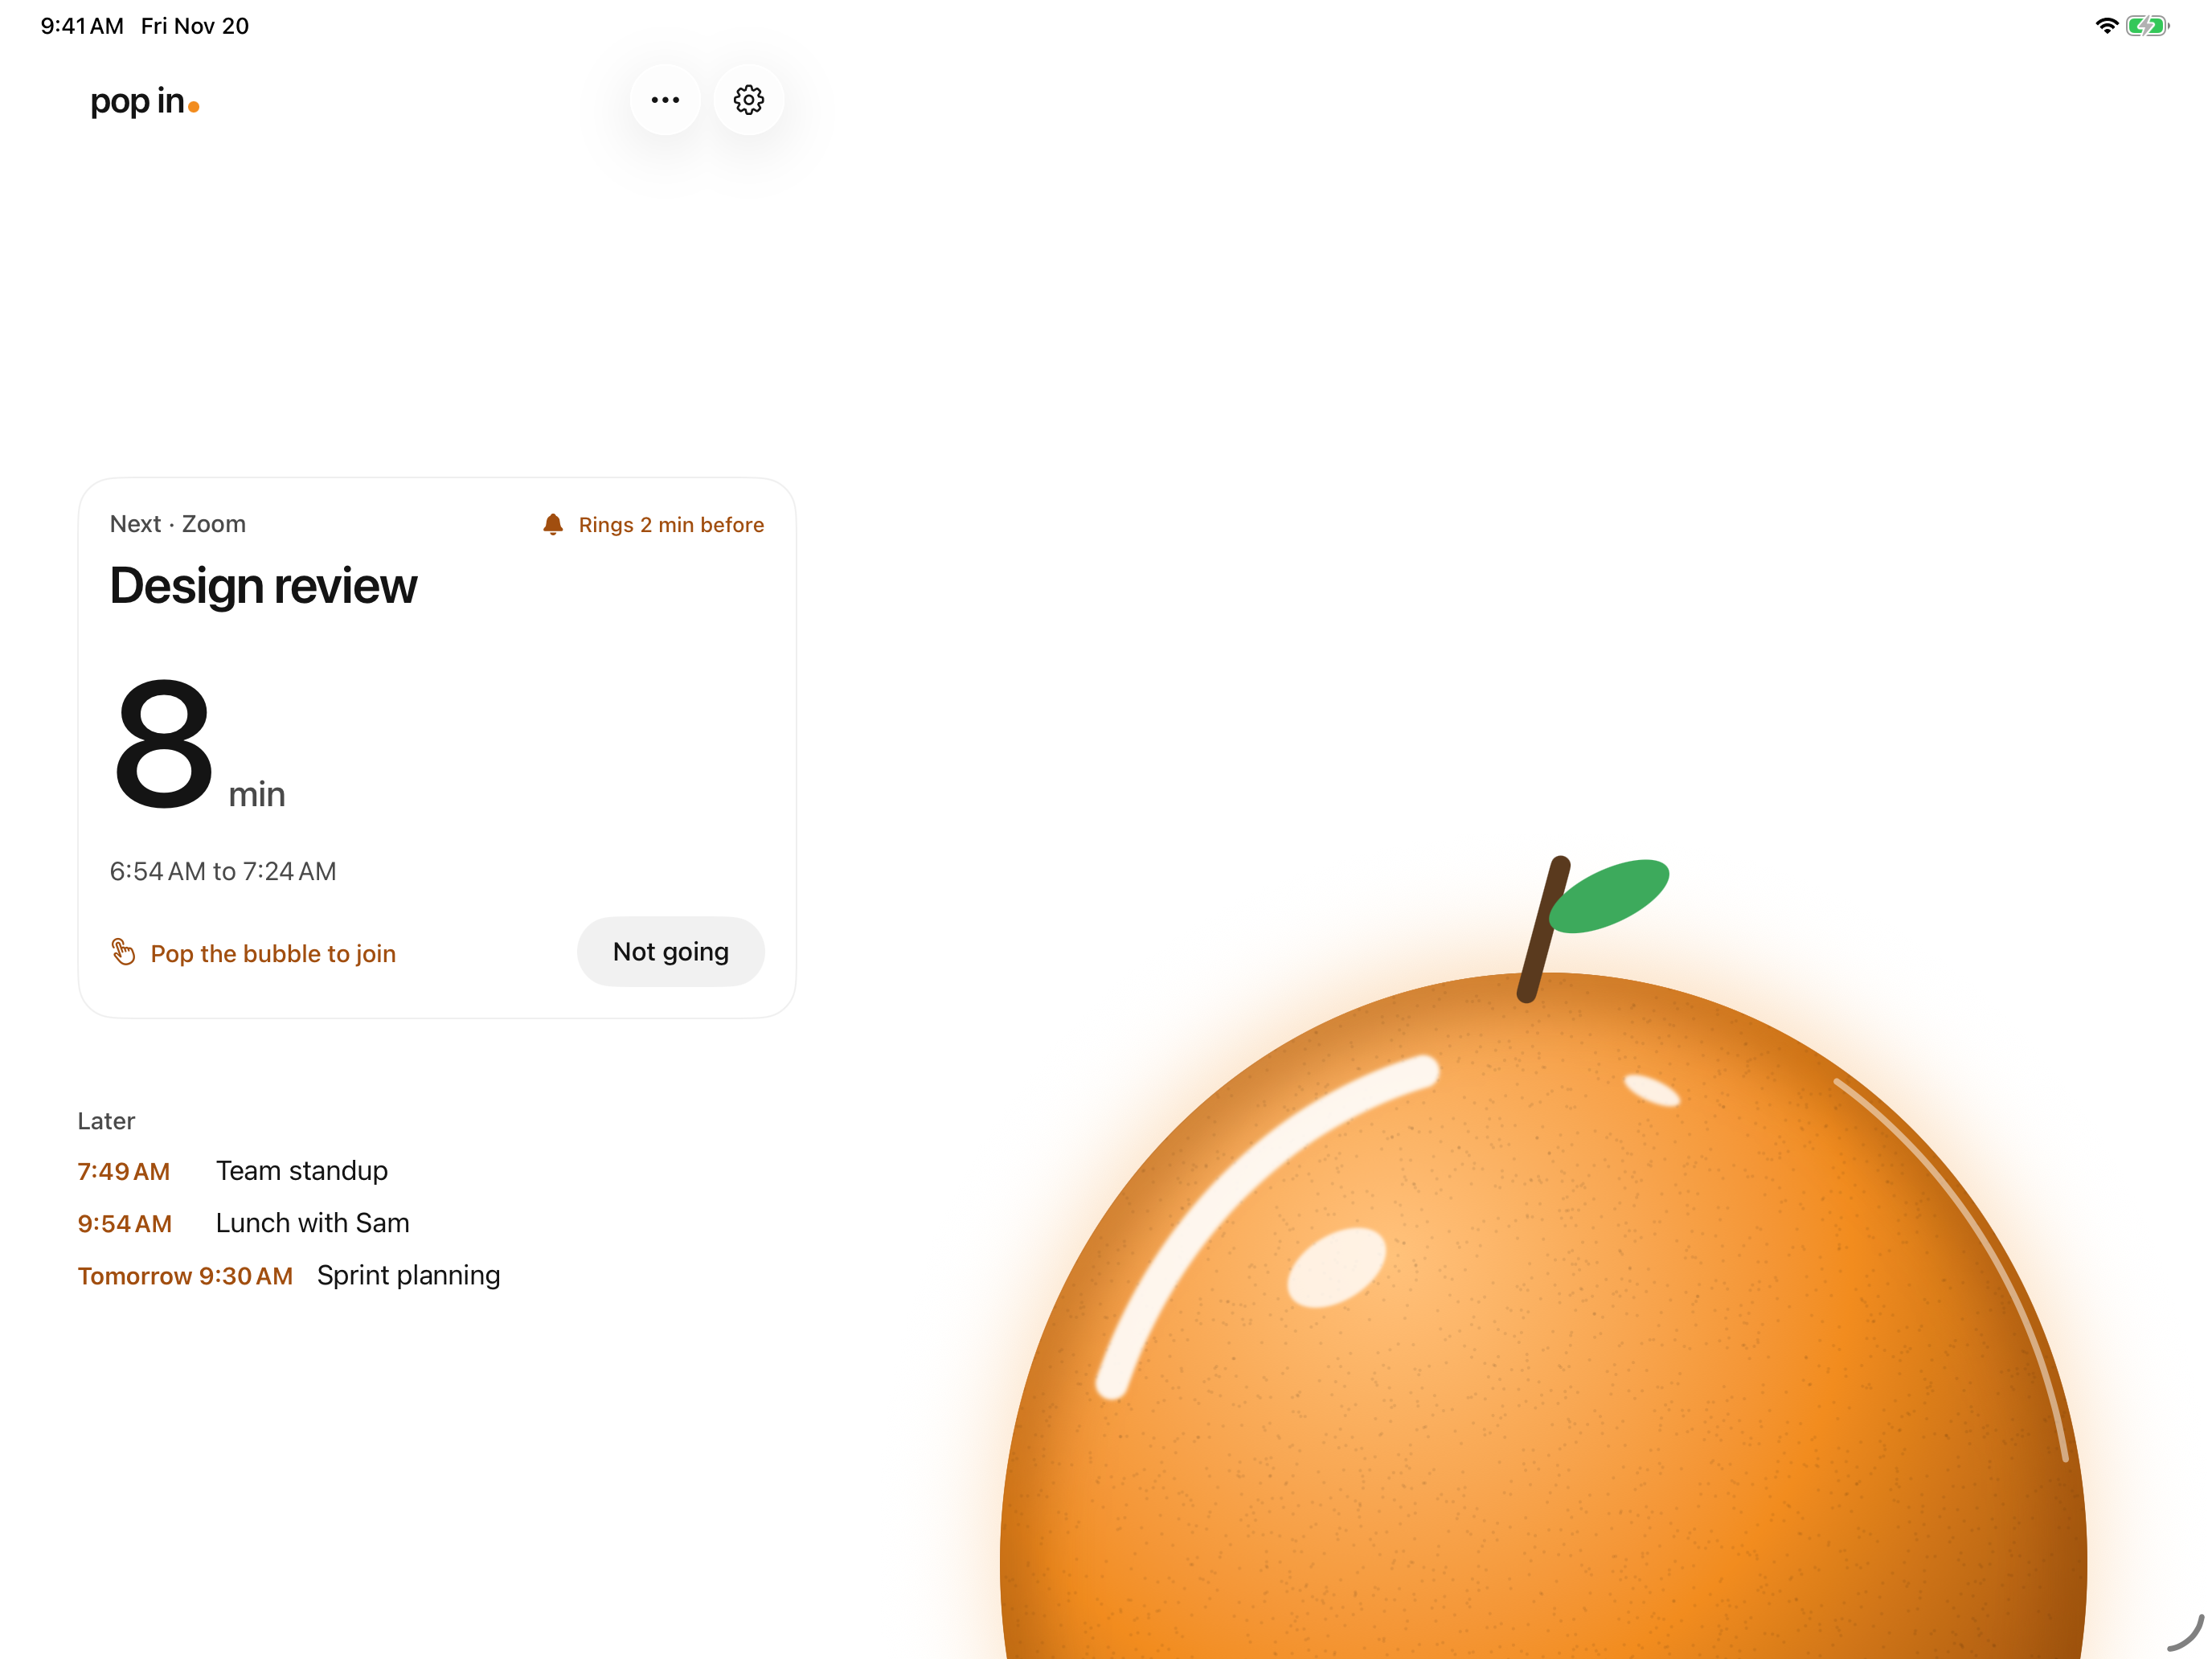 9:41 AM Fri Nov 20
pop in.
Next · Zoom
Rings 2 min before
Design review
8 min
6:54 AM to 7:24 AM
Pop the bubble to join
Not going
Later
7:49 AM Team standup
9:54 AM Lunch with Sam
Tomorrow 9:30 AM Sprint planning